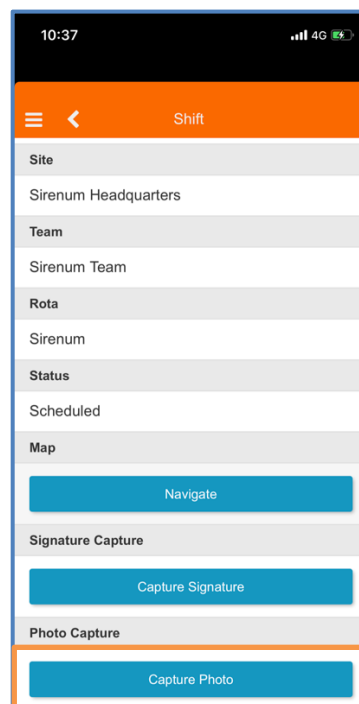 10:37
4G
Shift
Site
Sirenum Headquarters
Team
Sirenum Team
Rota
Sirenum
Status
Scheduled
Map
Navigate
Signature Capture
Capture Signature
Photo Capture
Capture Photo